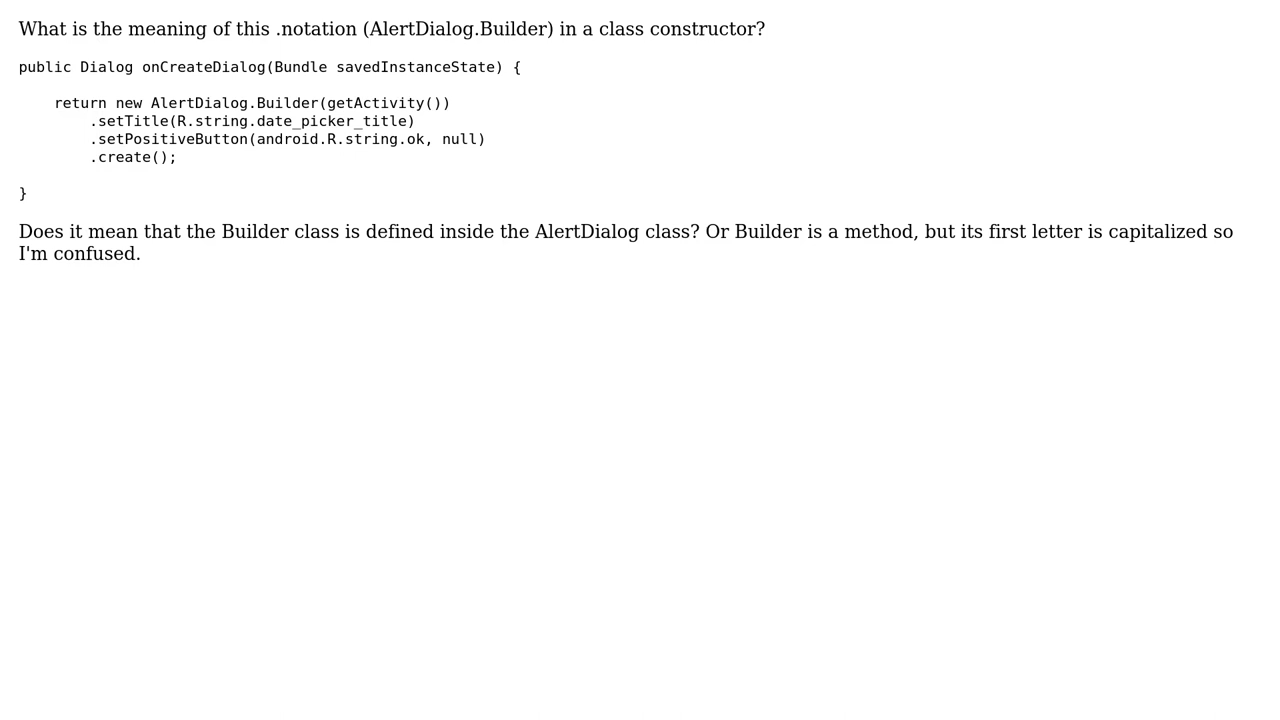 What is the meaning of this .notation (AlertDialog.Builder) in a class constructor?
public Dialog onCreateDialog(Bundle savedInstanceState) {
    return new AlertDialog.Builder(getActivity())
        .setTitle(R.string.date_picker_title)
        .setPositiveButton(android.R.string.ok, null)
        .create();
}
Does it mean that the Builder class is defined inside the AlertDialog class? Or Builder is a method, but its first letter is capitalized so
I'm confused.